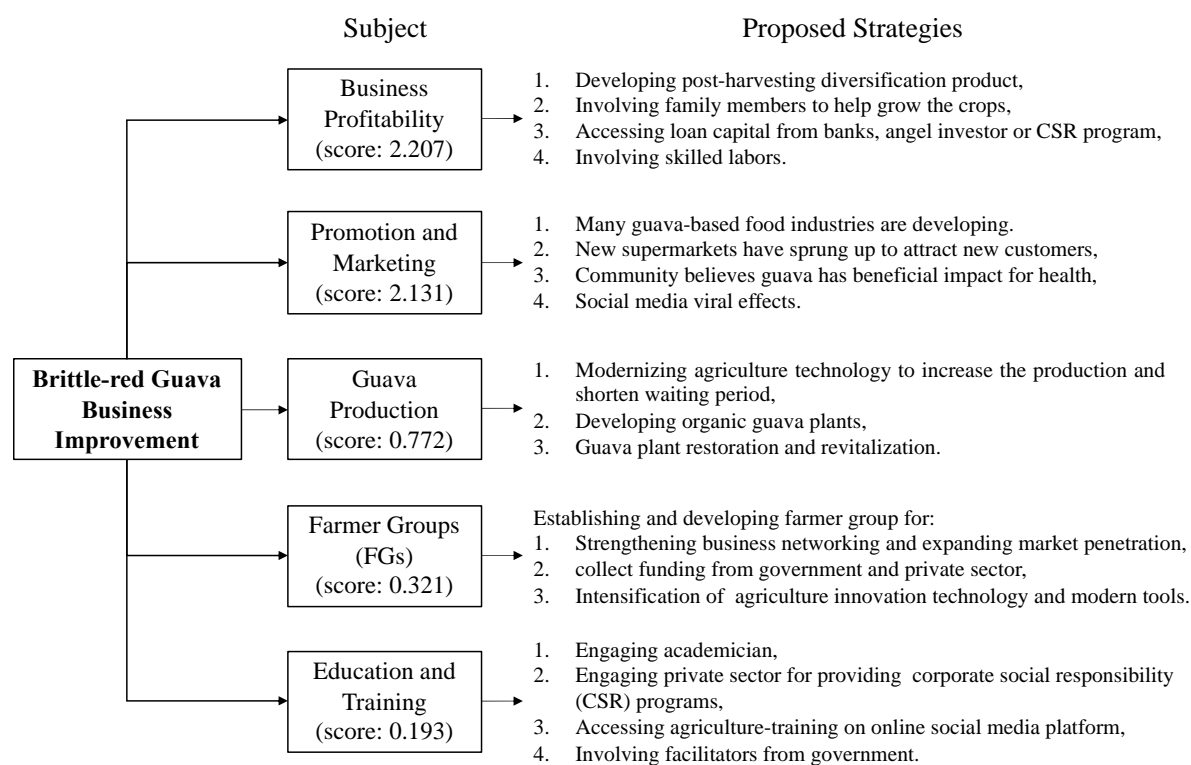 Subject
Proposed Strategies
Business
Profitability
(score: 2.207)
1. Developing post-harvesting diversification product,
2. Involving family members to help grow the crops,
3. Accessing loan capital from banks, angel investor or CSR program,
4. Involving skilled labors.
Promotion and
Marketing
(score: 2.131)
1. Many guava-based food industries are developing.
2. New supermarkets have sprung up to attract new customers,
3. Community believes guava has beneficial impact for health,
4. Social media viral effects.
Brittle-red Guava
Business
Improvement
Guava
Production
(score: 0.772)
1. Modernizing agriculture technology to increase the production and
shorten waiting period,
2. Developing organic guava plants,
3. Guava plant restoration and revitalization.
Farmer Groups
(FGs)
(score: 0.321)
Establishing and developing farmer group for:
1. Strengthening business networking and expanding market penetration,
2. collect funding from government and private sector,
3. Intensification of agriculture innovation technology and modern tools.
Education and
Training
(score: 0.193)
1. Engaging academician,
2. Engaging private sector for providing corporate social responsibility
(CSR) programs,
3. Accessing agriculture-training on online social media platform,
4. Involving facilitators from government.